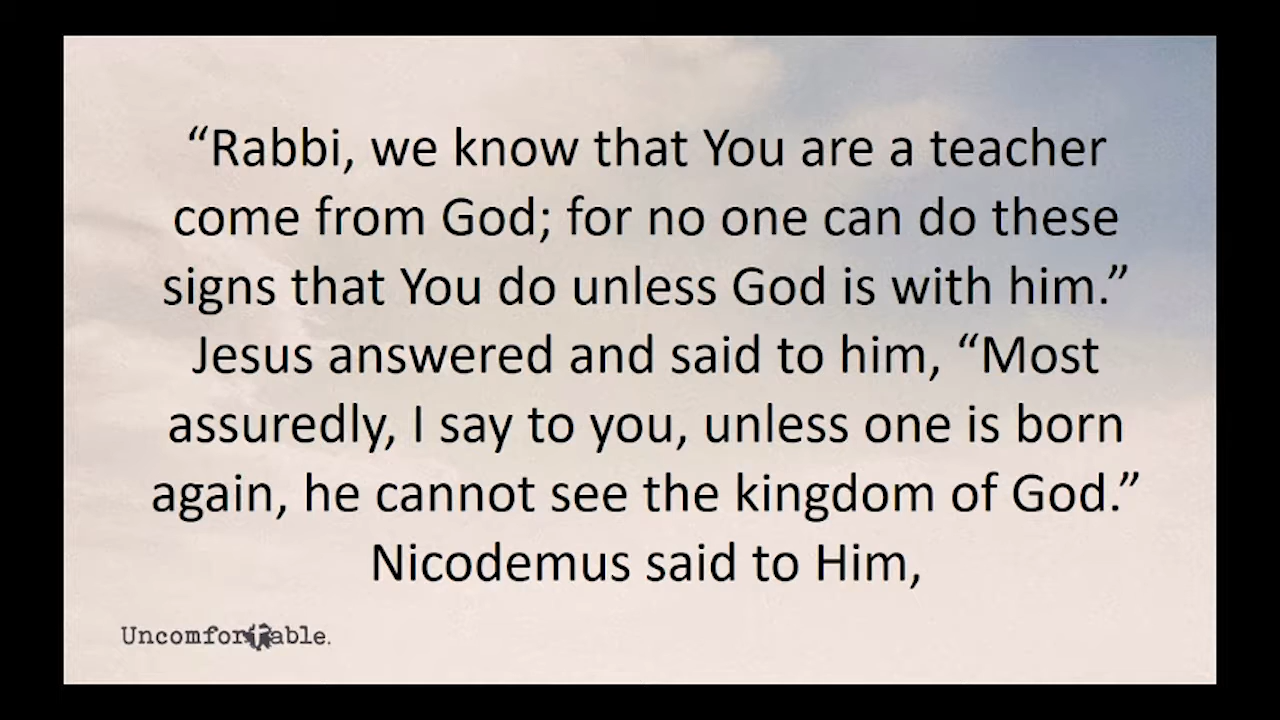 “Rabbi, we know that You are a teacher
come from God; for no one can do these
signs that You do unless God is with him.”
Jesus answered and said to him, “Most
assuredly, I say to you, unless one is born
again, he cannot see the kingdom of God.”
Nicodemus said to Him,
Uncomfortable.